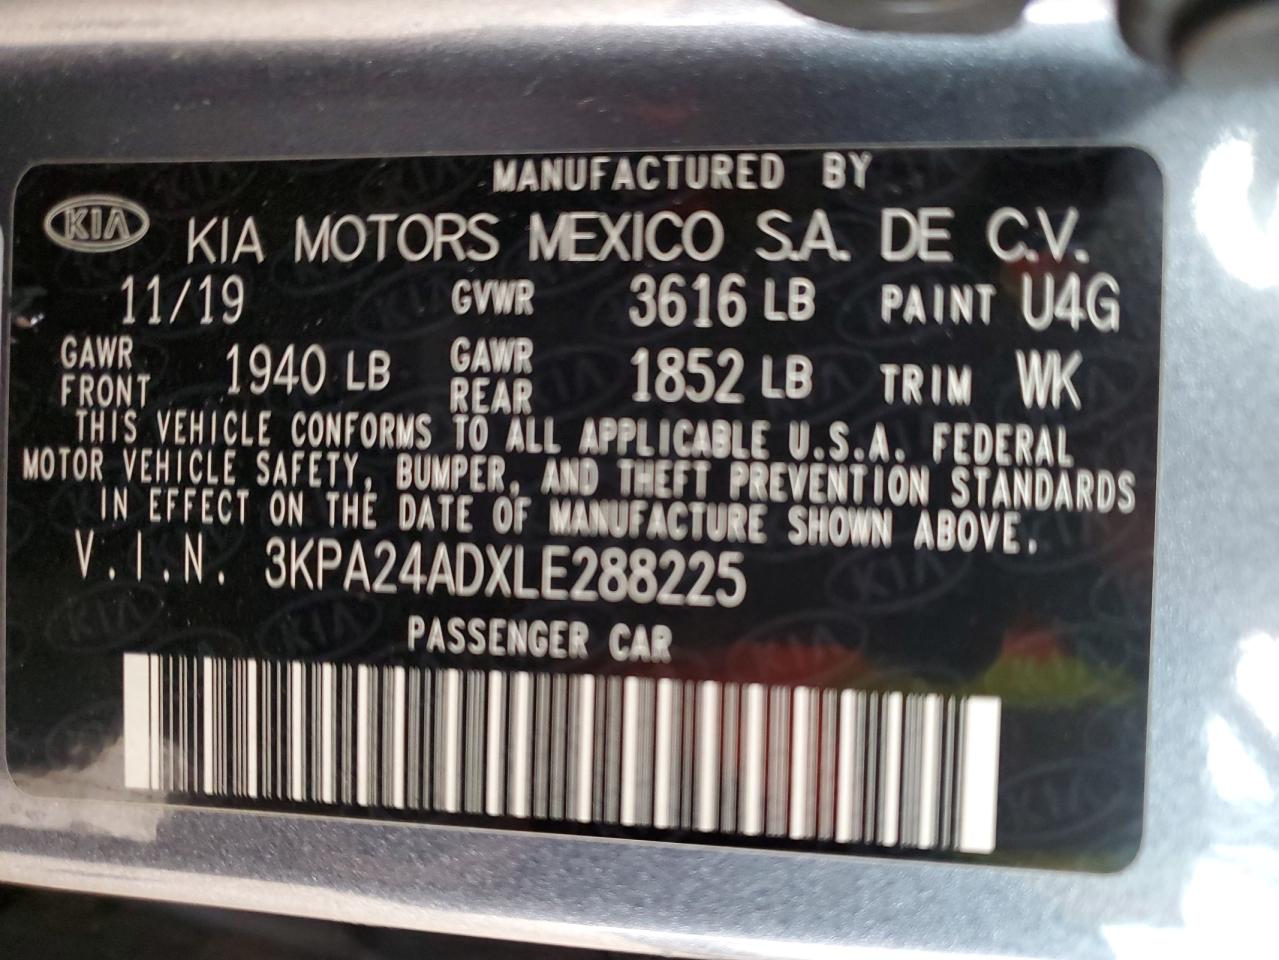 MANUFACTURED BY
KIA KIA MOTORS MEXICO S.A. DE C.V.
11/19 GVWR 3616 LB PAINT U4G
GAWR FRONT 1940 LB GAWR REAR 1852 LB TRIM WK
THIS VEHICLE CONFORMS TO ALL APPLICABLE U.S.A. FEDERAL
MOTOR VEHICLE SAFETY, BUMPER, AND THEFT PREVENTION STANDARDS
IN EFFECT ON THE DATE OF MANUFACTURE SHOWN ABOVE.
V.I.N. 3KPA24ADXLE288225
PASSENGER CAR